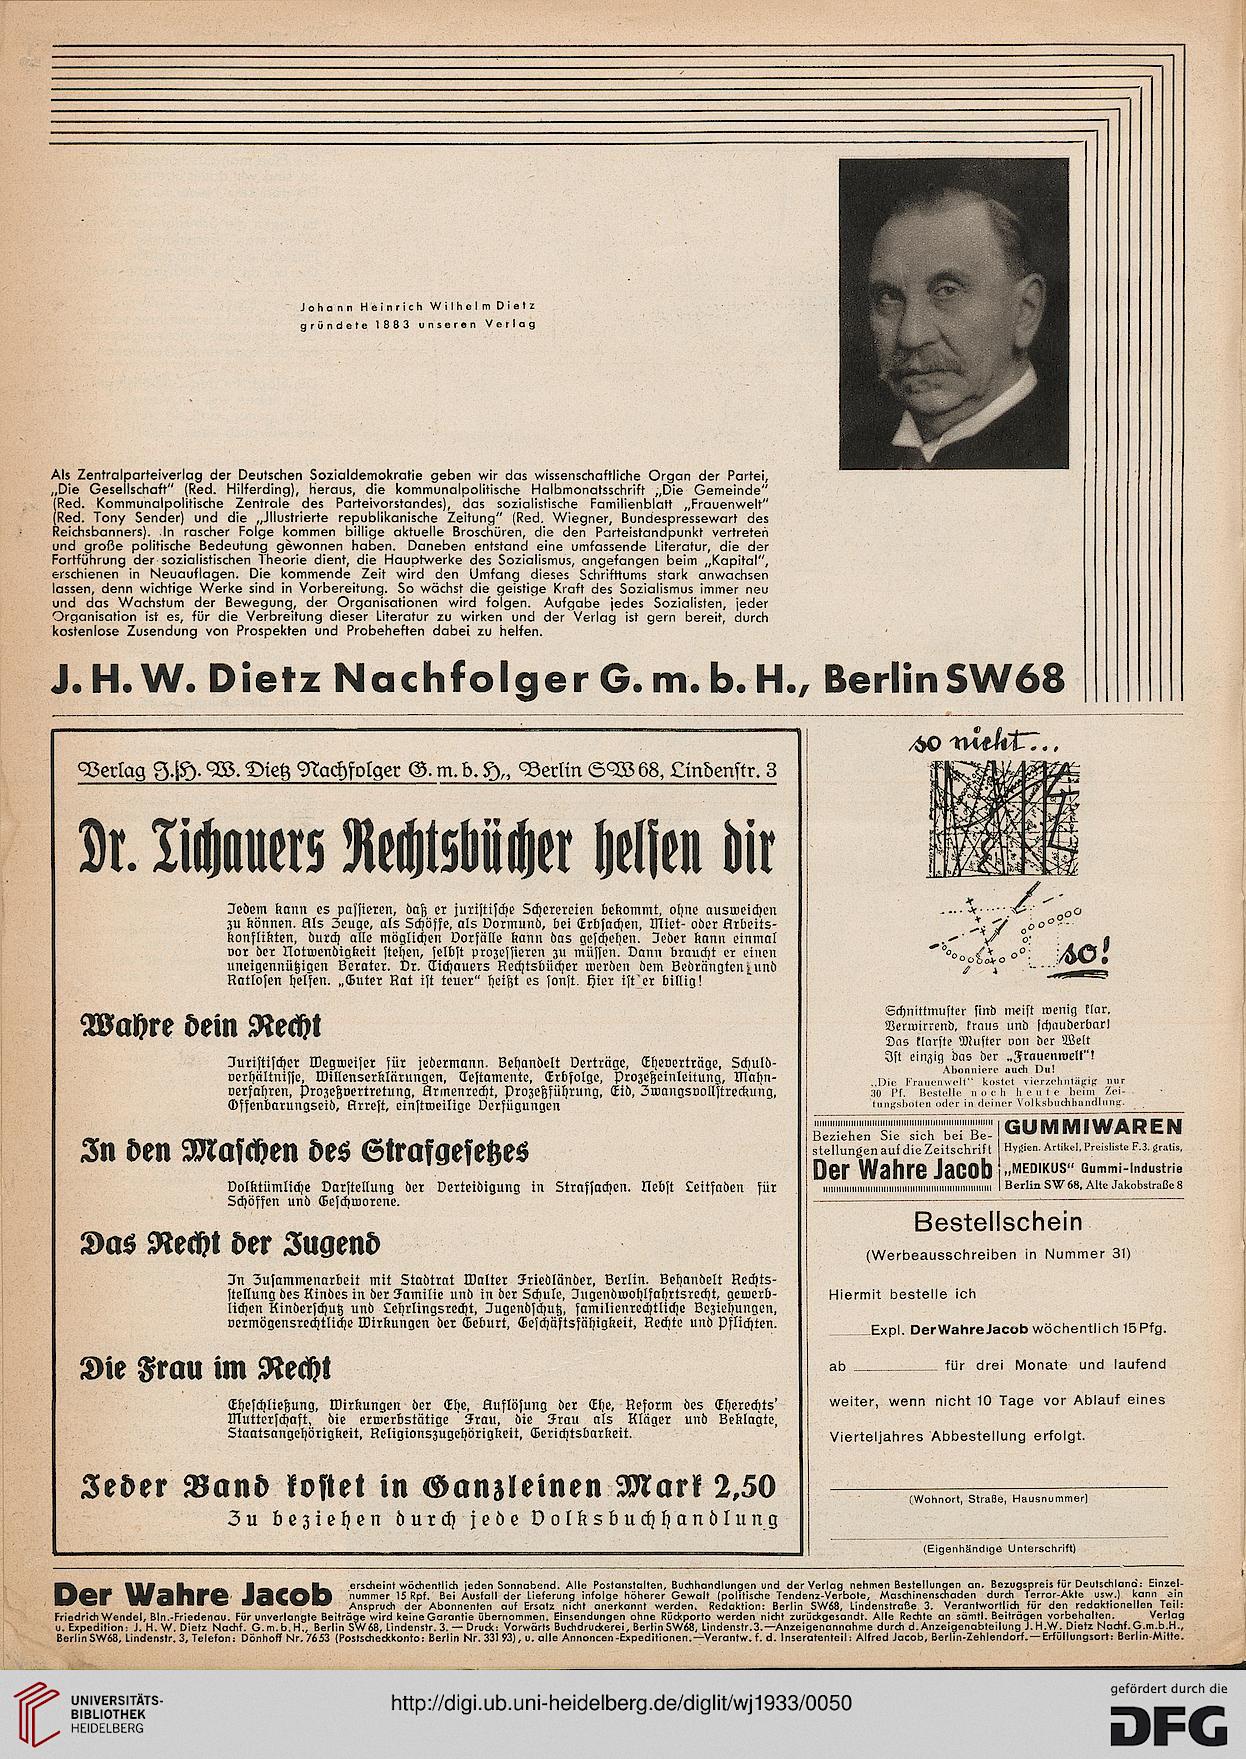 Johann Heinrich Wilhelm Dietz
gründete 1883 unseren Verlag
Als Zentralparteiverlag der Deutschen Sozialdemokratie geben wir das wissenschaftliche Organ der Partei,
„Die Gesellschaft“ (Red. Hilferding), heraus, die kommunalpolitische Halbmonatsschrift „Die Gemeinde“
(Red. Kommunalpolitische Zentrale des Parteivorstandes), das sozialistische Familienblatt „Frauenwelt“
(Red. Tony Sender) und die „Jllustrierte republikanische Zeitung“ (Red. Wiegner, Bundespressewart des
Reichsbanners). In rascher Folge kommen billige aktuelle Broschüren, die den Parteistandpunkt vertreten
und große politische Bedeutung gewonnen haben. Daneben entstand eine umfassende Literatur, die der
Fortführung der sozialistischen Theorie dient, die Hauptwerke des Sozialismus, angefangen beim „Kapital“,
erschienen in Neuauflagen. Die kommende Zeit wird den Umfang dieses Schrifttums stark anwachsen
lassen, denn wichtige Werke sind in Vorbereitung. So wächst die geistige Kraft des Sozialismus immer neu
und das Wachstum der Bewegung, der Organisationen wird folgen. Aufgabe jedes Sozialisten, jeder
Organisation ist es, für die Verbreitung dieser Literatur zu wirken und der Verlag ist gern bereit, durch
kostenlose Zusendung von Prospekten und Probeheften dabei zu helfen.
J. H. W. Dietz Nachfolger G. m. b. H., Berlin SW68
Verlag J. H. W. Dietz Nachfolger G. m. b. H., Berlin SW 68, Lindenstr. 3
Dr. Tichauers Rechtsbücher helfen dir
Jedem kann es passieren, daß er juristische Scherereien bekommt, ohne ausweichen
zu können. Als Zeuge, als Schöffe, als Vormund, bei Erbsachen, Miet- oder Arbeits-
konflikten, durch alle möglichen Vorfälle kann das geschehen. Jeder kann einmal
vor der Notwendigkeit stehen, selbst prozessieren zu müssen. Dann braucht er einen
uneigennützigen Berater. Dr. Tichauers Rechtsbücher werden dem Bedrängten und
Ratlosen helfen. „Guter Rat ist teuer“ heißt es sonst. Hier ist er billig!
Wahre dein Recht
Juristischer Wegweiser für jedermann. Behandelt Verträge, Eheverträge, Schuld-
verhältnisse, Willenserklärungen, Testamente, Erbfolge, Prozeßeinleitung, Mahn-
verfahren, Prozeßvertretung, Armenrecht, Prozeßführung, Eid, Zwangsvollstreckung,
Offenbarungseid, Arrest, einstweilige Verfügungen
In den Maschen des Strafgesetzes
Volktümliche Darstellung der Verteidigung in Strafsachen. Nebst Leitfaden für
Schöffen und Geschworene.
Das Recht der Jugend
In Zusammenarbeit mit Stadtrat Walter Friedländer, Berlin. Behandelt Rechts-
stellung des Kindes in der Familie und in der Schule, Jugendwohlfahrtsrecht, gewerb-
lichen Kinderschutz und Lehrlingsrecht, Jugendschutz, familienrechtliche Beziehungen,
vermögensrechtliche Wirkungen der Geburt, Geschäftsfähigkeit, Rechte und Pflichten.
Die Frau im Recht
Eheschließung, Wirkungen der Ehe, Auflösung der Ehe, Reform des Eherechts'
Mutterschaft, die erwerbstätige Frau, die Frau als Kläger und Beklagte,
Staatsangehörigkeit, Religionszugehörigkeit, Gerichtsbarkeit.
Jeder Band kostet in Ganzleinen Mark 2,50
Zu beziehen durch jede Volksbuchhandlung
so nicht...
so!
Schnittmuster sind meist wenig klar,
Verwirrend, kraus und schauderbar!
Das klarste Muster von der Welt
Ist einzig das der „Frauenwelt“!
Abonniere auch Du!
„Die Frauenwelt“ kostet vierzehntägig nur
30 Pf. Bestelle noch heute beim Zei-
tungsboten oder in deiner Volksbuchhandlung.
Beziehen Sie sich bei Be-
stellungen auf die Zeitschrift
Der Wahre Jacob
GUMMIWAREN
Hygien. Artikel, Preisliste F.3. gratis,
„MEDIKUS“ Gummi-Industrie
Berlin SW 68, Alte Jakobstraße 8
Bestellschein
(Werbeausschreiben in Nummer 31)
Hiermit bestelle ich
Expl. Der Wahre Jacob wöchentlich 15 Pfg.
ab für drei Monate und laufend
weiter, wenn nicht 10 Tage vor Ablauf eines
Vierteljahres Abbestellung erfolgt.
(Wohnort, Straße, Hausnummer)
(Eigenhändige Unterschrift)
Der Wahre Jacob erscheint wöchentlich jeden Sonnabend. Alle Postanstalten, Buchhandlungen und der Verlag nehmen Bestellungen an. Bezugspreis für Deutschland: Einzel-
nummer 15 Rpf. Bei Ausfall der Lieferung infolge höherer Gewalt (politische Tendenz-Verbote, Maschinenschaden durch Terror-Akte usw.) kann ein
Anspruch der Abonnenten auf Ersatz nicht anerkannt werden. Redaktion: Berlin SW68, Lindenstraße 3. Verantwortlich für den redaktionellen Teil:
Friedrich Wendel, Bln.-Friedenau. Für unverlangte Beiträge wird keine Garantie übernommen. Einsendungen ohne Rückporto werden nicht zurückgesandt. Alle Rechte an sämtl. Beiträgen vorbehalten. Verlag
u. Expedition: J. H. W. Dietz Nachf. G.m.b.H., Berlin SW 68, Lindenstr. 3. — Druck: Vorwärts Buchdruckerei, Berlin SW68, Lindenstr. 3.—Anzeigenannahme durch d. Anzeigenabteilung J.H.W. Dietz Nachf. G.m.b.H.,
Berlin SW68, Lindenstr. 3, Telefon: Dönhoff Nr. 7653 (Postscheckkonto: Berlin Nr. 331 93), u. alle Annoncen-Expeditionen.—Verantw. f. d. Inseratenteil: Alfred Jacob, Berlin-Zehlendorf.—Erfüllungsort: Berlin-Mitte.
UNIVERSITÄTS-
BIBLIOTHEK
HEIDELBERG
http://digi.ub.uni-heidelberg.de/diglit/wj1933/0050
gefördert durch die
DFG